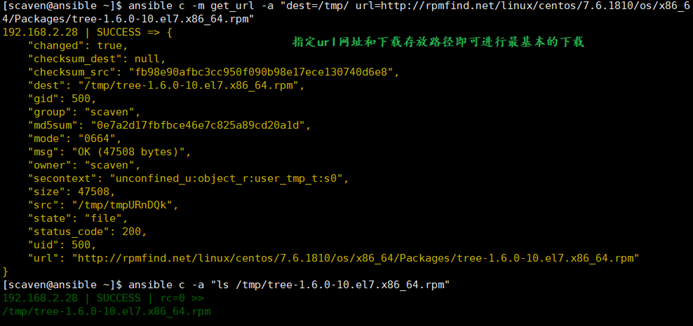 [scaven@ansible ~]$ ansible c -m get_url -a "dest=/tmp/ url=http://rpmfind.net/linux/centos/7.6.1810/os/x86_6
4/Packages/tree-1.6.0-10.el7.x86_64.rpm"
192.168.2.28 | SUCCESS => {
指定url网址和下载存放路径即可进行最基本的下载
"changed": true,
"checksum_dest": null,
"checksum_src": "fb98e90afbc3cc950f090b98e17ece130740d6e8",
"dest": "/tmp/tree-1.6.0-10.el7.x86_64.rpm",
"gid": 500,
"group": "scaven",
"md5sum": "0e7a2d17fbfbce46e7c825a89cd20a1d",
"mode": "0664",
"msg": "OK (47508 bytes)",
"owner": "scaven",
"secontext": "unconfined_u:object_r:user_tmp_t:s0",
"size": 47508,
"src": "/tmp/tmpURnDQk",
"state": "file",
"status_code": 200,
"uid": 500,
"url": "http://rpmfind.net/linux/centos/7.6.1810/os/x86_64/Packages/tree-1.6.0-10.el7.x86_64.rpm"
}
[scaven@ansible ~]$ ansible c -a "ls /tmp/tree-1.6.0-10.el7.x86_64.rpm"
192.168.2.28 | SUCCESS | rc=0 >>
/tmp/tree-1.6.0-10.el7.x86_64.rpm